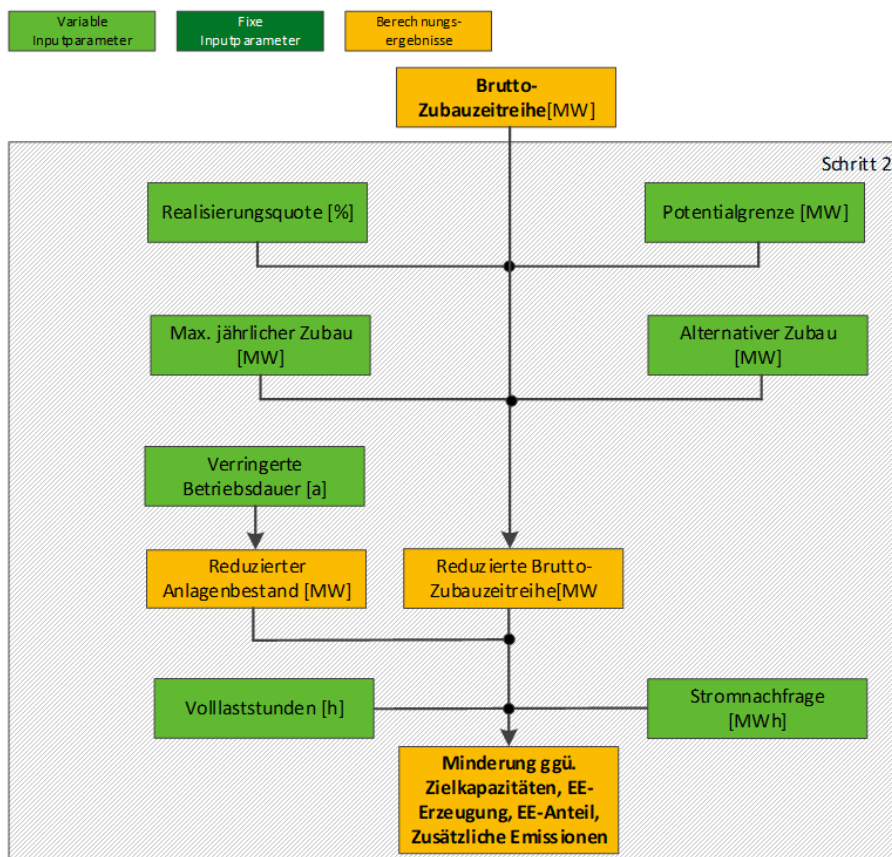 Variable
Inputparameter
Fixe
Inputparameter
Berechnungs-
ergebnisse
Brutto-
Zubauzeitreihe[MW]
Schritt 2
Realisierungsquote [%]
Potentialgrenze [MW]
Max. jährlicher Zubau
[MW]
Alternativer Zubau
[MW]
Verringerte
Betriebsdauer [a]
Reduzierter
Anlagenbestand [MW]
Reduzierte Brutto-
Zubauzeitreihe[MW
Volllaststunden [h]
Stromnachfrage
[MWh]
Minderung ggü.
Zielkapazitäten, EE-
Erzeugung, EE-Anteil,
Zusätzliche Emissionen